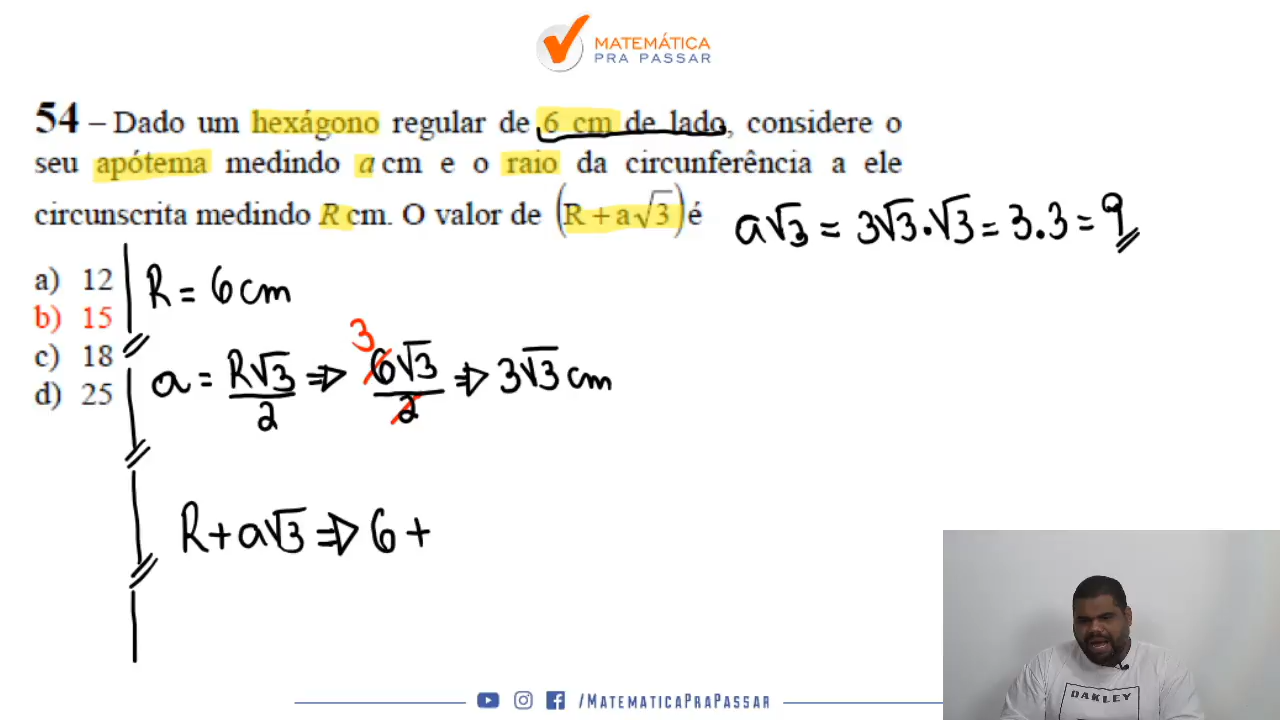 MATEMÁTICA
PRA PASSAR
54 – Dado um hexágono regular de 6 cm de lado, considere o
seu apótema medindo a cm e o raio da circunferência a ele
circunscrita medindo R cm. O valor de (R + a√3) é
a√3 = 3√3.√3 = 3.3 = 9
a) 12
b) 15
c) 18
d) 25
R = 6cm
a = R√3/2 ⇒ 3 6√3/2 ⇒ 3√3 cm
R+a√3 ⇒ 6 +
OAKLEY
/MATEMATICAPRAPASSAR